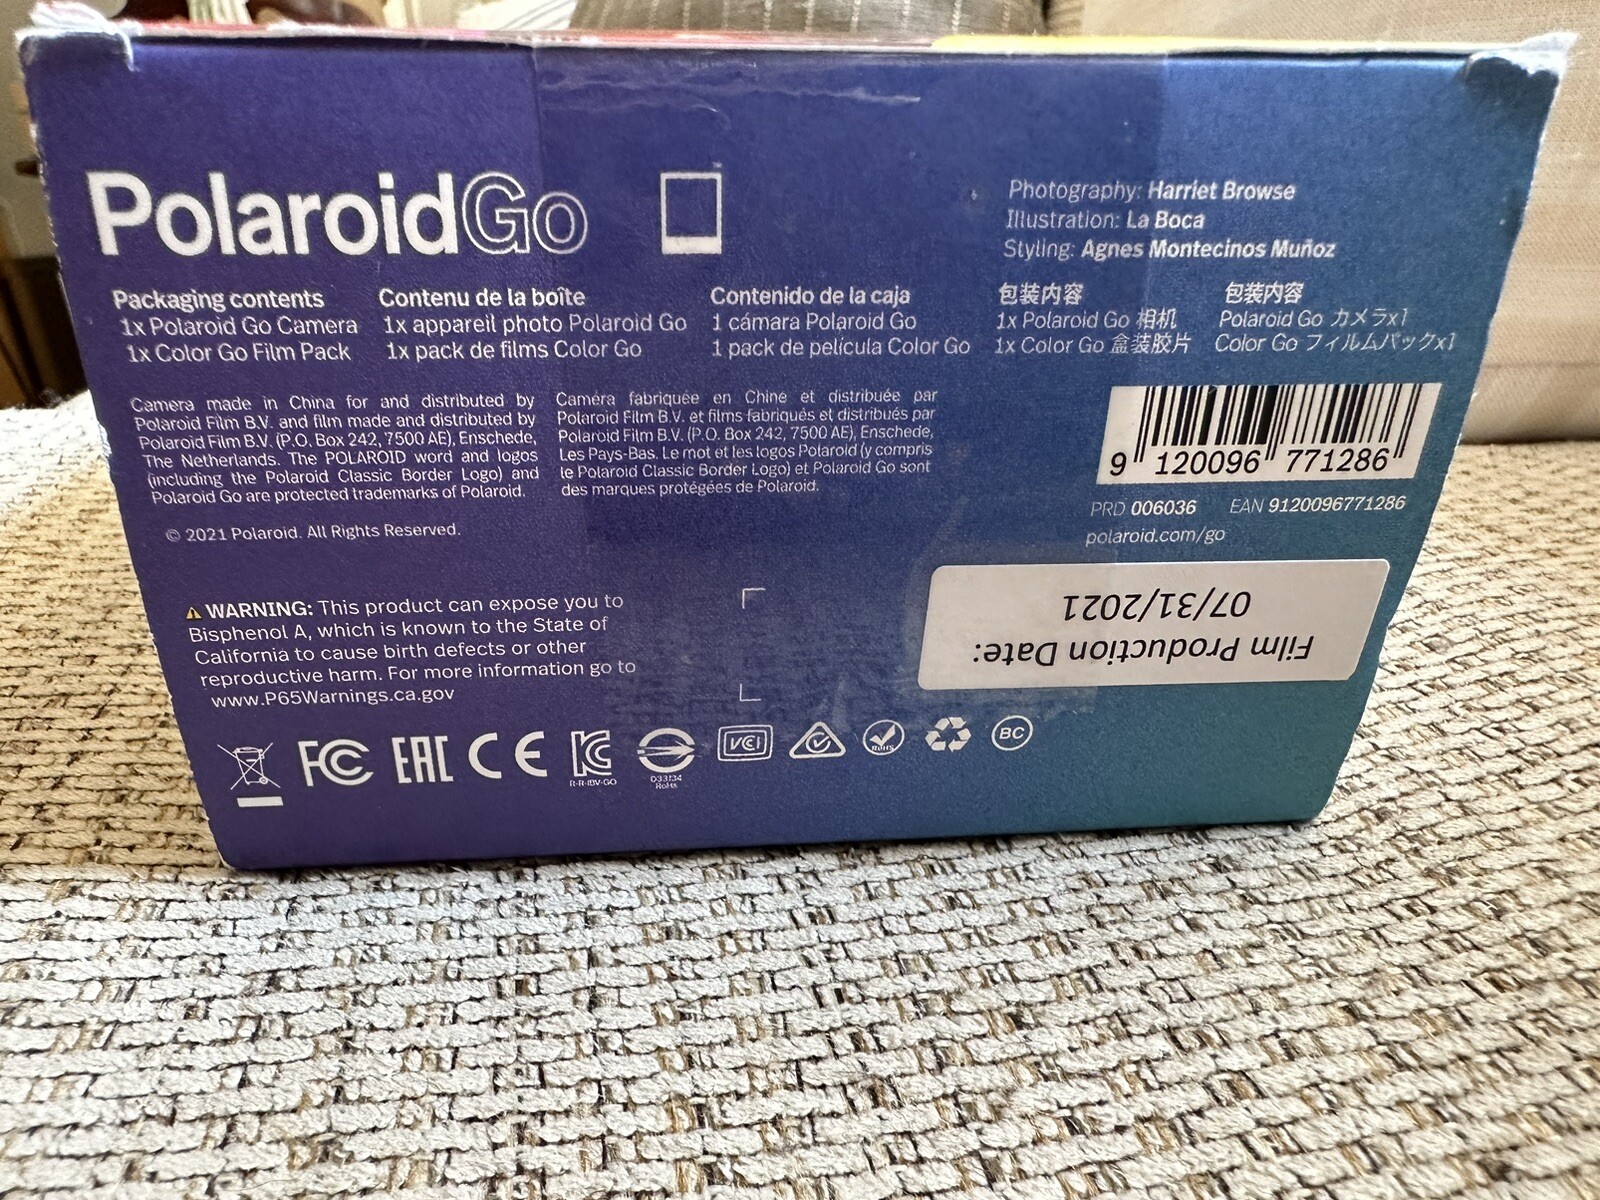 PolaroidGo
Photography: Harriet Browse
Illustration: La Boca
Styling: Agnes Montecinos Muñoz
Packaging contents
1x Polaroid Go Camera
1x Color Go Film Pack
Contenu de la boîte
1x appareil photo Polaroid Go
1x pack de films Color Go
Contenido de la caja
1 cámara Polaroid Go
1 pack de película Color Go
包装内容
1x Polaroid Go 相机
1x Color Go 盒装胶片
包装内容
Polaroid Go カメラx1
Color Go フィルムパックx1
Camera made in China for and distributed by
Polaroid Film B.V. and film made and distributed by
Polaroid Film B.V. (P.O. Box 242, 7500 AE), Enschede,
The Netherlands. The POLAROID word and logos
(including the Polaroid Classic Border Logo) and
Polaroid Go are protected trademarks of Polaroid.
Caméra fabriquée en Chine et distribuée par
Polaroid Film B.V. et films fabriqués et distribués par
Polaroid Film B.V. (P.O. Box 242, 7500 AE), Enschede,
Les Pays-Bas. Le mot et les logos Polaroid (y compris
le Polaroid Classic Border Logo) et Polaroid Go sont
des marques protégées de Polaroid.
© 2021 Polaroid. All Rights Reserved.
9 120096 771286
PRD 006036 EAN 9120096771286
polaroid.com/go
Film Production Date:
07/31/2021
⚠ WARNING: This product can expose you to
Bisphenol A, which is known to the State of
California to cause birth defects or other
reproductive harm. For more information go to
www.P65Warnings.ca.gov
FC EAC CE KC
R-R-IBV-GO
D33134
RoHS
VCI
RoHS
BC